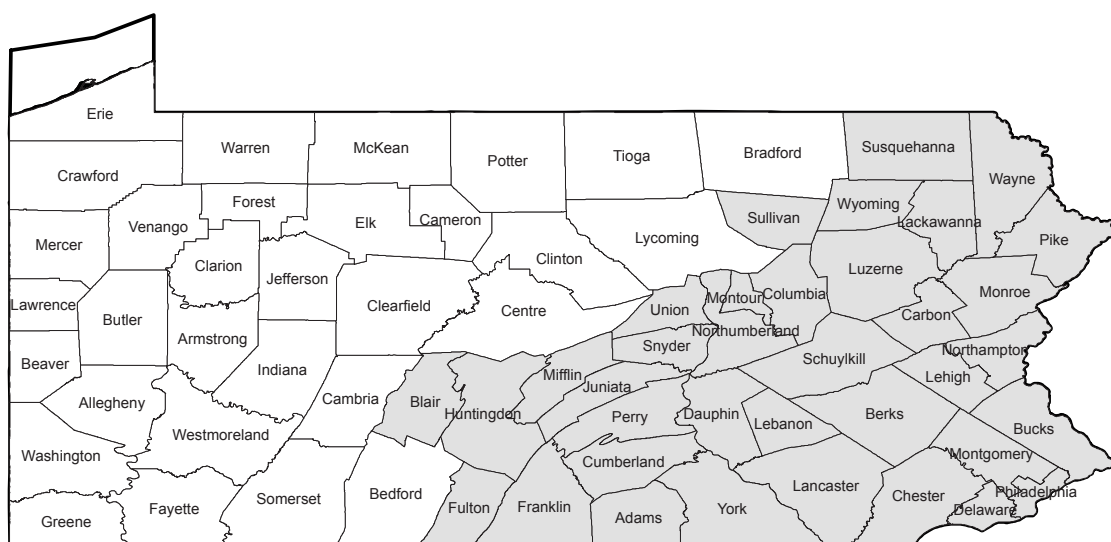 Erie
Warren
McKean
Potter
Tioga
Bradford
Susquehanna
Crawford
Wayne
Forest
Venango
Elk
Cameron
Sullivan
Wyoming
Lackawanna
Mercer
Lycoming
Pike
Clarion
Clinton
Jefferson
Luzerne
Lawrence
Clearfield
Centre
Union
Montour
Columbia
Monroe
Butler
Armstrong
Carbon
Northumberland
Snyder
Schuylkill
Northampton
Beaver
Indiana
Mifflin
Juniata
Lehigh
Allegheny
Cambria
Blair
Huntingdon
Perry
Dauphin
Lebanon
Berks
Bucks
Westmoreland
Washington
Cumberland
Montgomery
Somerset
Bedford
Lancaster
Chester
Philadelphia
Fayette
Fulton
Franklin
York
Delaware
Greene
Adams